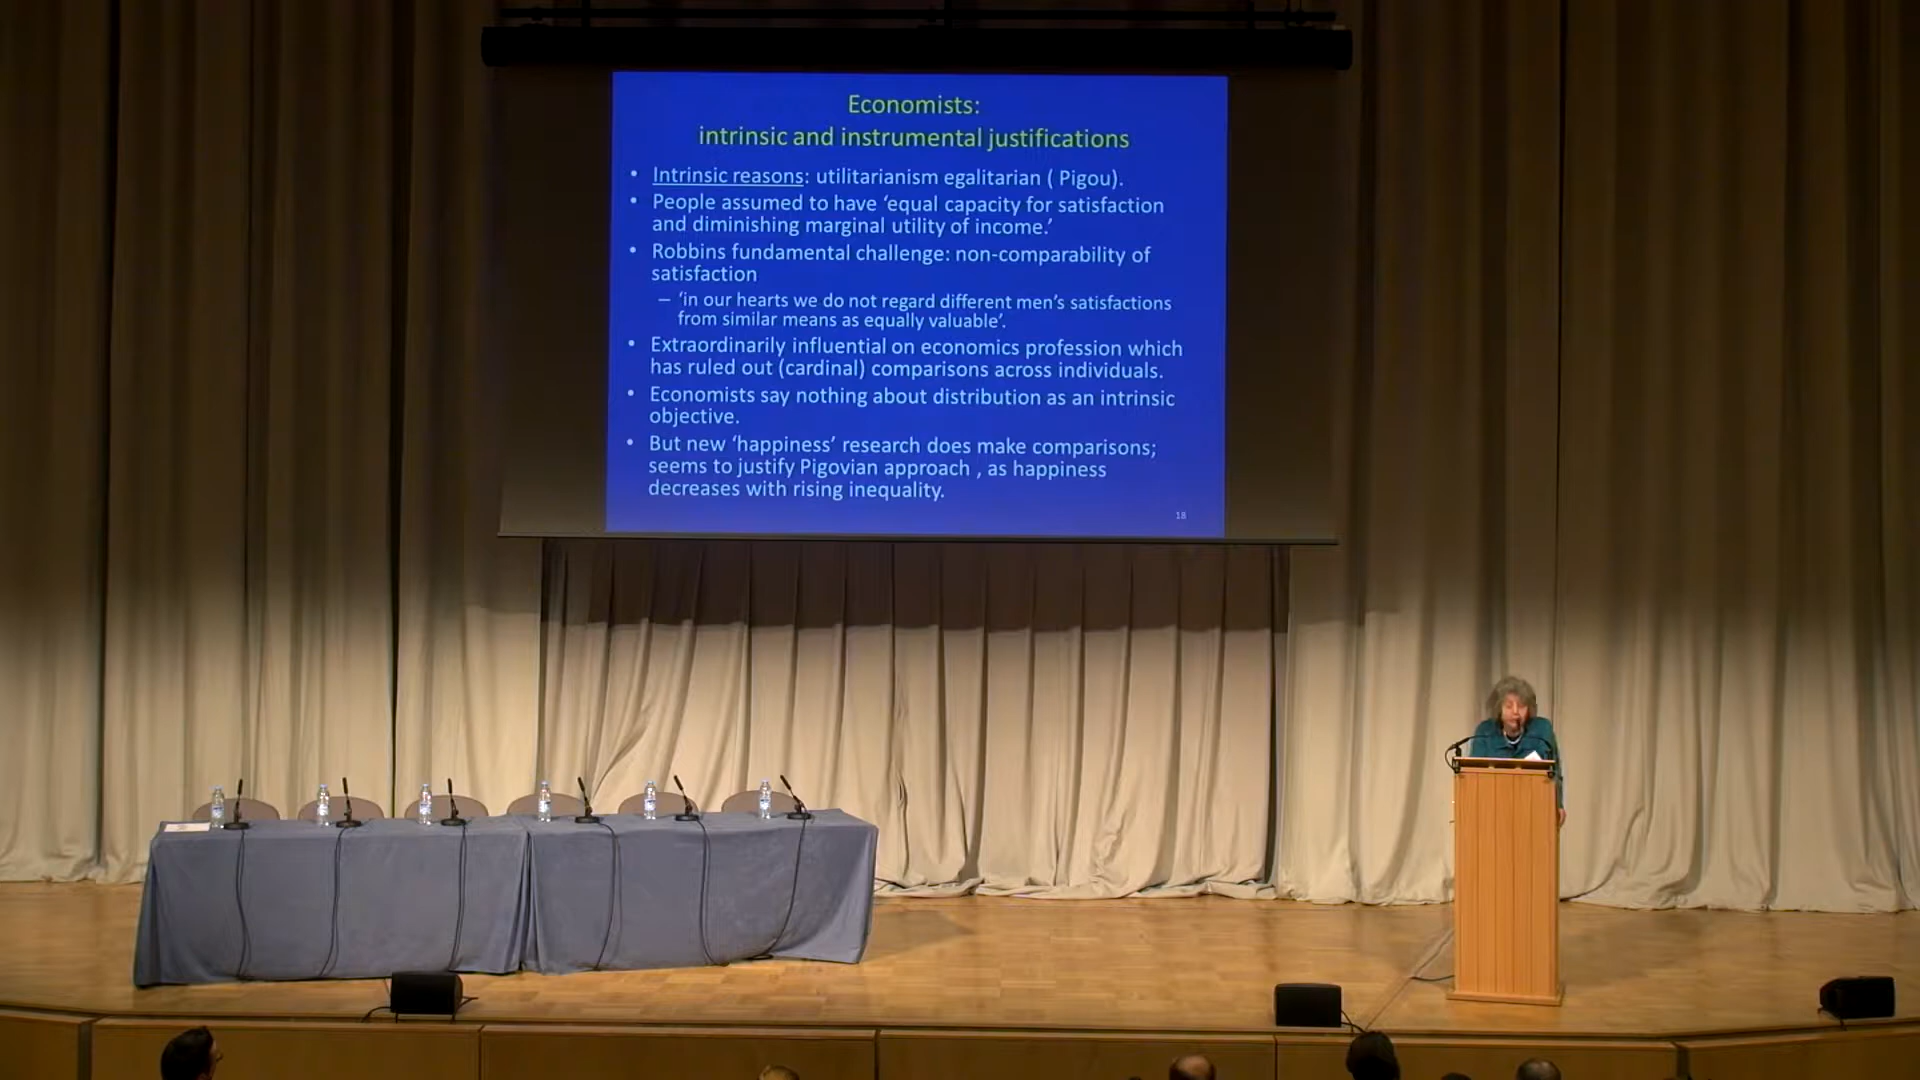 Economists:
intrinsic and instrumental justifications
• Intrinsic reasons: utilitarianism egalitarian ( Pigou).
• People assumed to have ‘equal capacity for satisfaction
and diminishing marginal utility of income.’
• Robbins fundamental challenge: non-comparability of
satisfaction
– ‘in our hearts we do not regard different men’s satisfactions
from similar means as equally valuable’.
• Extraordinarily influential on economics profession which
has ruled out (cardinal) comparisons across individuals.
• Economists say nothing about distribution as an intrinsic
objective.
• But new ‘happiness’ research does make comparisons;
seems to justify Pigovian approach , as happiness
decreases with rising inequality.
18